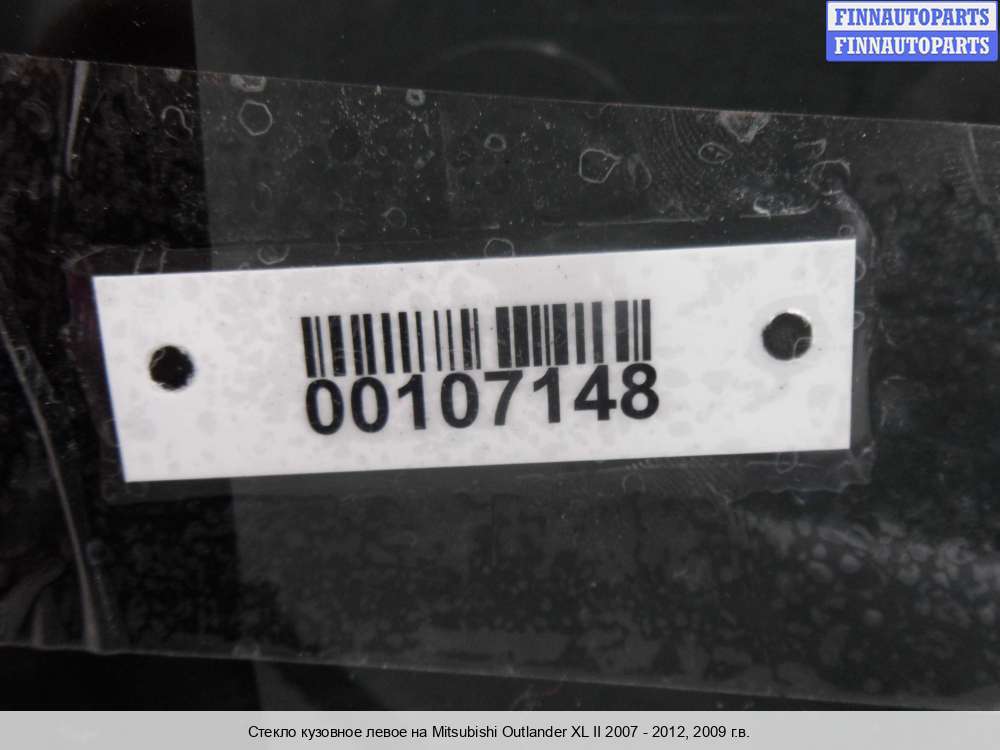 FINNAUTOPARTS
FINNAUTOPARTS
00107148
Стекло кузовное левое на Mitsubishi Outlander XL II 2007 - 2012, 2009 г.в.